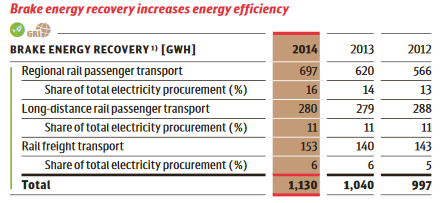 Brake energy recovery increases energy efficiency
GRI
BRAKE ENERGY RECOVERY 1) [GWH] 2014 2013 2012
Regional rail passenger transport 697 620 566
Share of total electricity procurement (%) 16 14 13
Long-distance rail passenger transport 280 279 288
Share of total electricity procurement (%) 11 11 11
Rail freight transport 153 140 143
Share of total electricity procurement (%) 6 6 5
Total 1,130 1,040 997